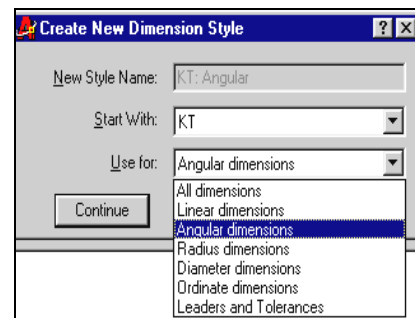 Create New Dimension Style
New Style Name: KT: Angular
Start With: KT
Use for: Angular dimensions
All dimensions
Linear dimensions
Continue
Angular dimensions
Radius dimensions
Diameter dimensions
Ordinate dimensions
Leaders and Tolerances